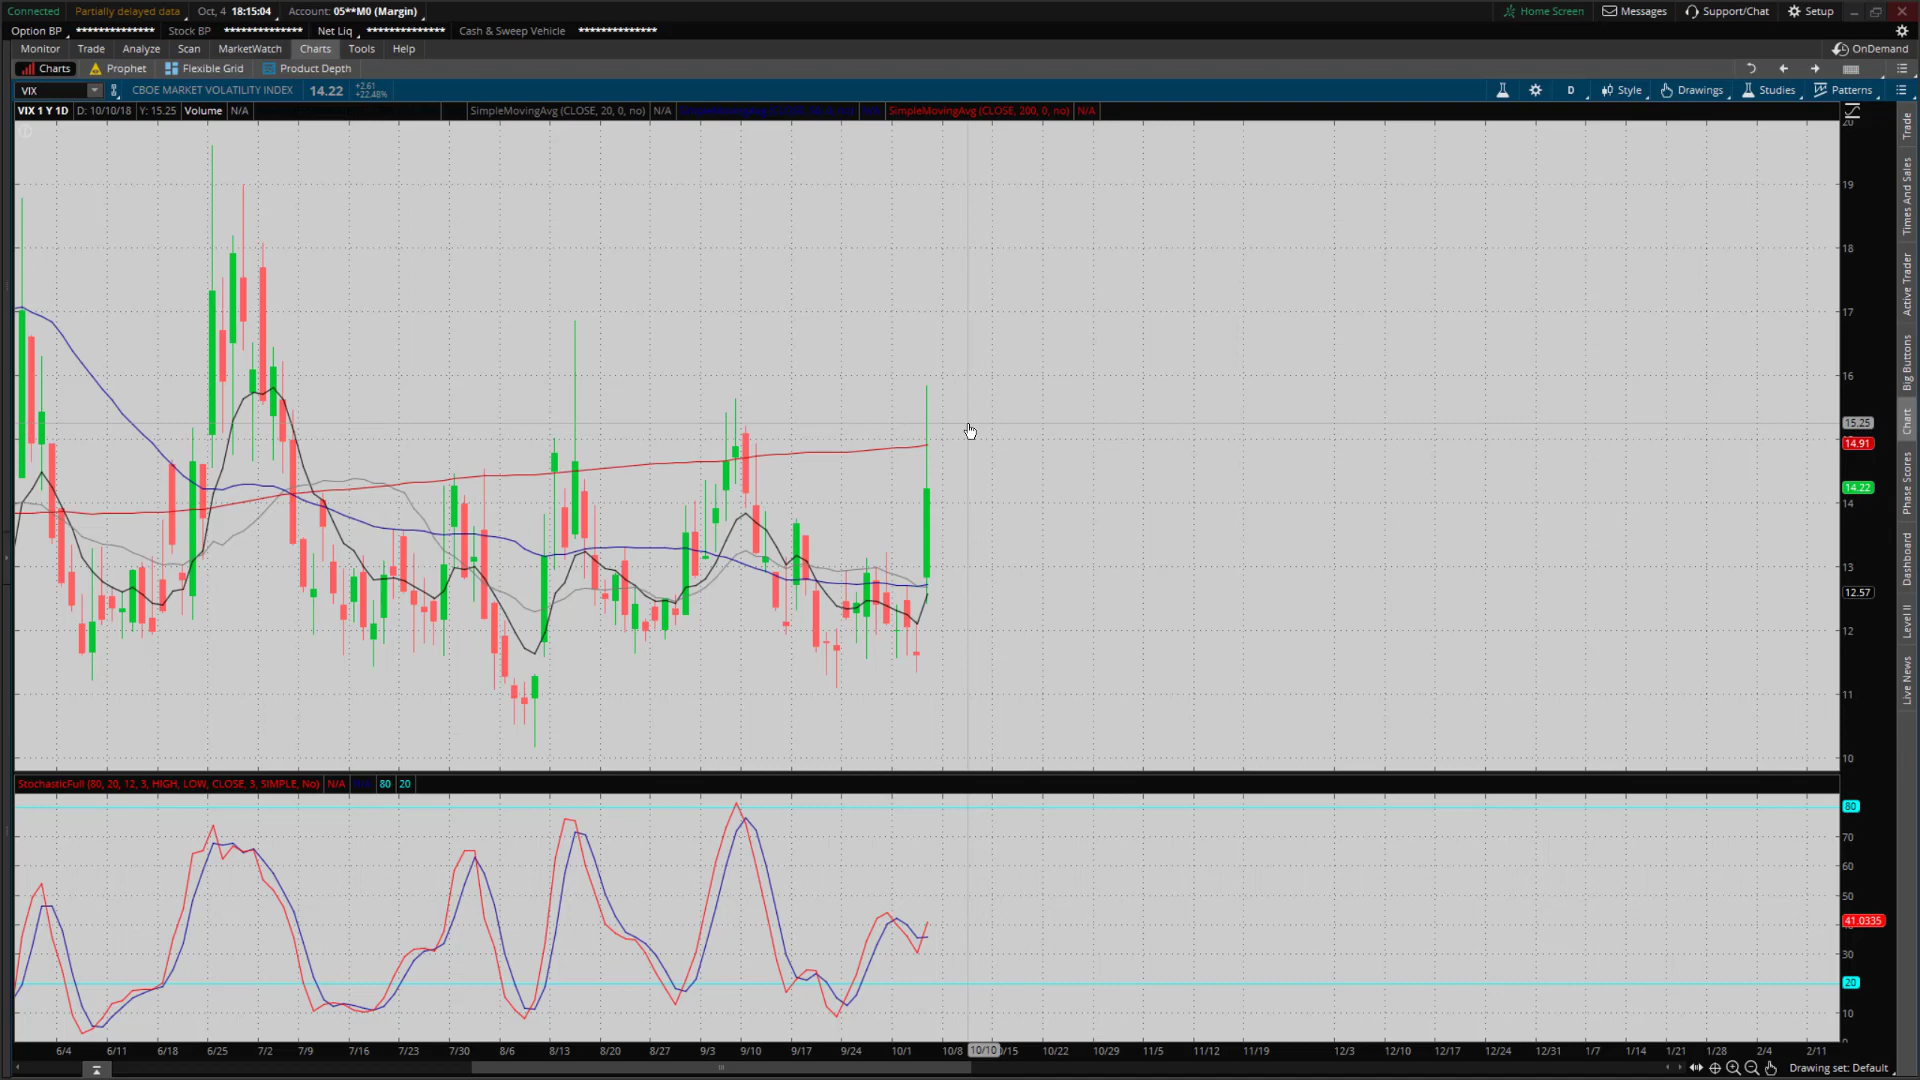 Connected Partially delayed data Oct, 4 18:15:04 Account: 05**M0 (Margin) Home Screen Messages Support/Chat Setup
Option BP ************** Stock BP ************** Net Liq ************** Cash & Sweep Vehicle **************
Monitor Trade Analyze Scan MarketWatch Charts Tools Help OnDemand
Charts Prophet Flexible Grid Product Depth
VIX CBOE MARKET VOLATILITY INDEX 14.22 +2.61 +22.48% D Style Drawings Studies Patterns
VIX 1 Y 1D D: 10/10/18 Y: 15.25 Volume N/A SimpleMovingAvg (CLOSE, 20, 0, no) N/A SimpleMovingAvg (CLOSE, 200, 0, no) N/A
20
19
18
17
16
15.25
14.91
14.22
14
13
12.57
12
11
10
StochasticFull (80, 20, 12, 3, HIGH, LOW, CLOSE, 3, SIMPLE, No) N/A 80 20
80
70
60
50
41.0335
30
20
10
6/4 6/11 6/18 6/25 7/2 7/9 7/16 7/23 7/30 8/6 8/13 8/20 8/27 9/3 9/10 9/17 9/24 10/1 10/8 10/10 /15 10/22 10/29 11/5 11/12 11/19 12/3 12/10 12/17 12/24 12/31 1/7 1/14 1/21 1/28 2/4 2/11
Drawing set: Default
Trade
Times And Sales
Active Trader
Big Buttons
Chart
Phase Scores
Dashboard
Level II
Live News